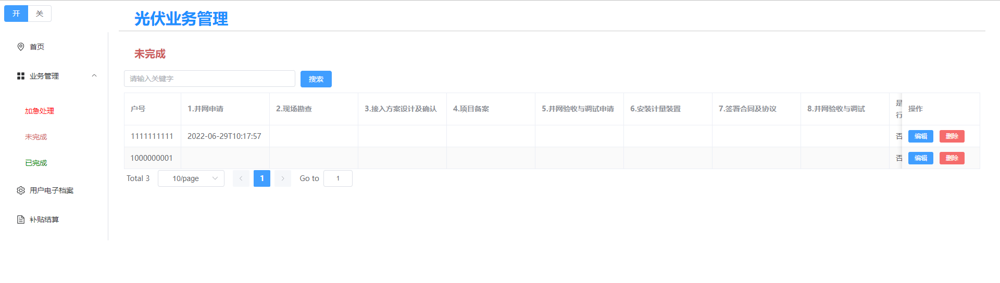 开 关
光伏业务管理
首页
业务管理
加急处理
未完成
已完成
用户电子档案
补贴结算
未完成
请输入关键字 搜索
户号 1.并网申请 2.现场勘查 3.接入方案设计及确认 4.项目备案 5.并网验收与调试申请 6.安装计量装置 7.签署合同及协议 8.并网验收与调试 是 操作
行
1111111111 2022-06-29T10:17:57 否 编辑 删除
1000000001 否 编辑 删除
Total 3 10/page 1 Go to 1